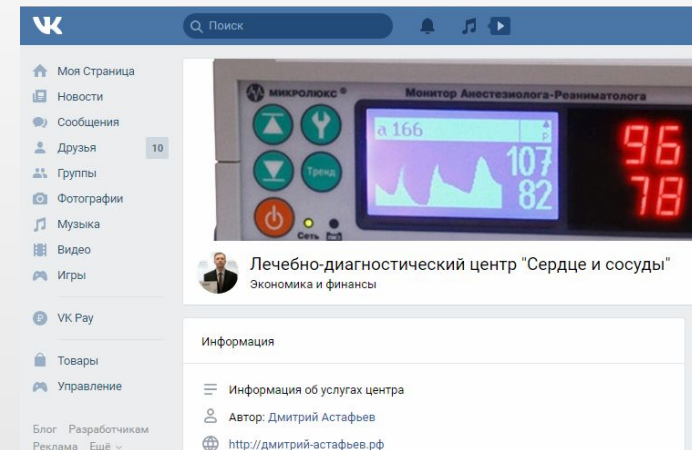 Поиск
Моя Страница
Новости
Сообщения
Друзья 10
Группы
Фотографии
Музыка
Видео
Игры
VK Pay
Товары
Управление
Блог Разработчикам
Реклама Ещё
МИКРОЛЮКС ® Монитор Анестезиолога-Реаниматолога
a 166
P
107
82
96
78
Тренд
Сеть
Лечебно-диагностический центр "Сердце и сосуды"
Экономика и финансы
Информация
Информация об услугах центра
Автор: Дмитрий Астафьев
http://дмитрий-астафьев.рф